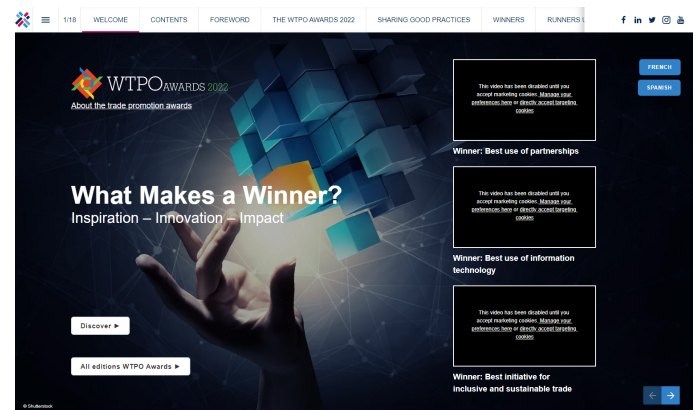 1/18
WELCOME
CONTENTS
FOREWORD
THE WTPO AWARDS 2022
SHARING GOOD PRACTICES
WINNERS
RUNNERS
WTPO AWARDS 2022
About the trade promotion awards
What Makes a Winner?
Inspiration – Innovation – Impact
Discover ►
All editions WTPO Awards ►
This video has been disabled until you
accept marketing cookies. Manage your
preferences here or directly accept targeting
cookies
Winner: Best use of partnerships
This video has been disabled until you
accept marketing cookies. Manage your
preferences here or directly accept targeting
cookies
Winner: Best use of information
technology
This video has been disabled until you
accept marketing cookies. Manage your
preferences here or directly accept targeting
cookies
Winner: Best initiative for
inclusive and sustainable trade
FRENCH
SPANISH
© Shutterstock